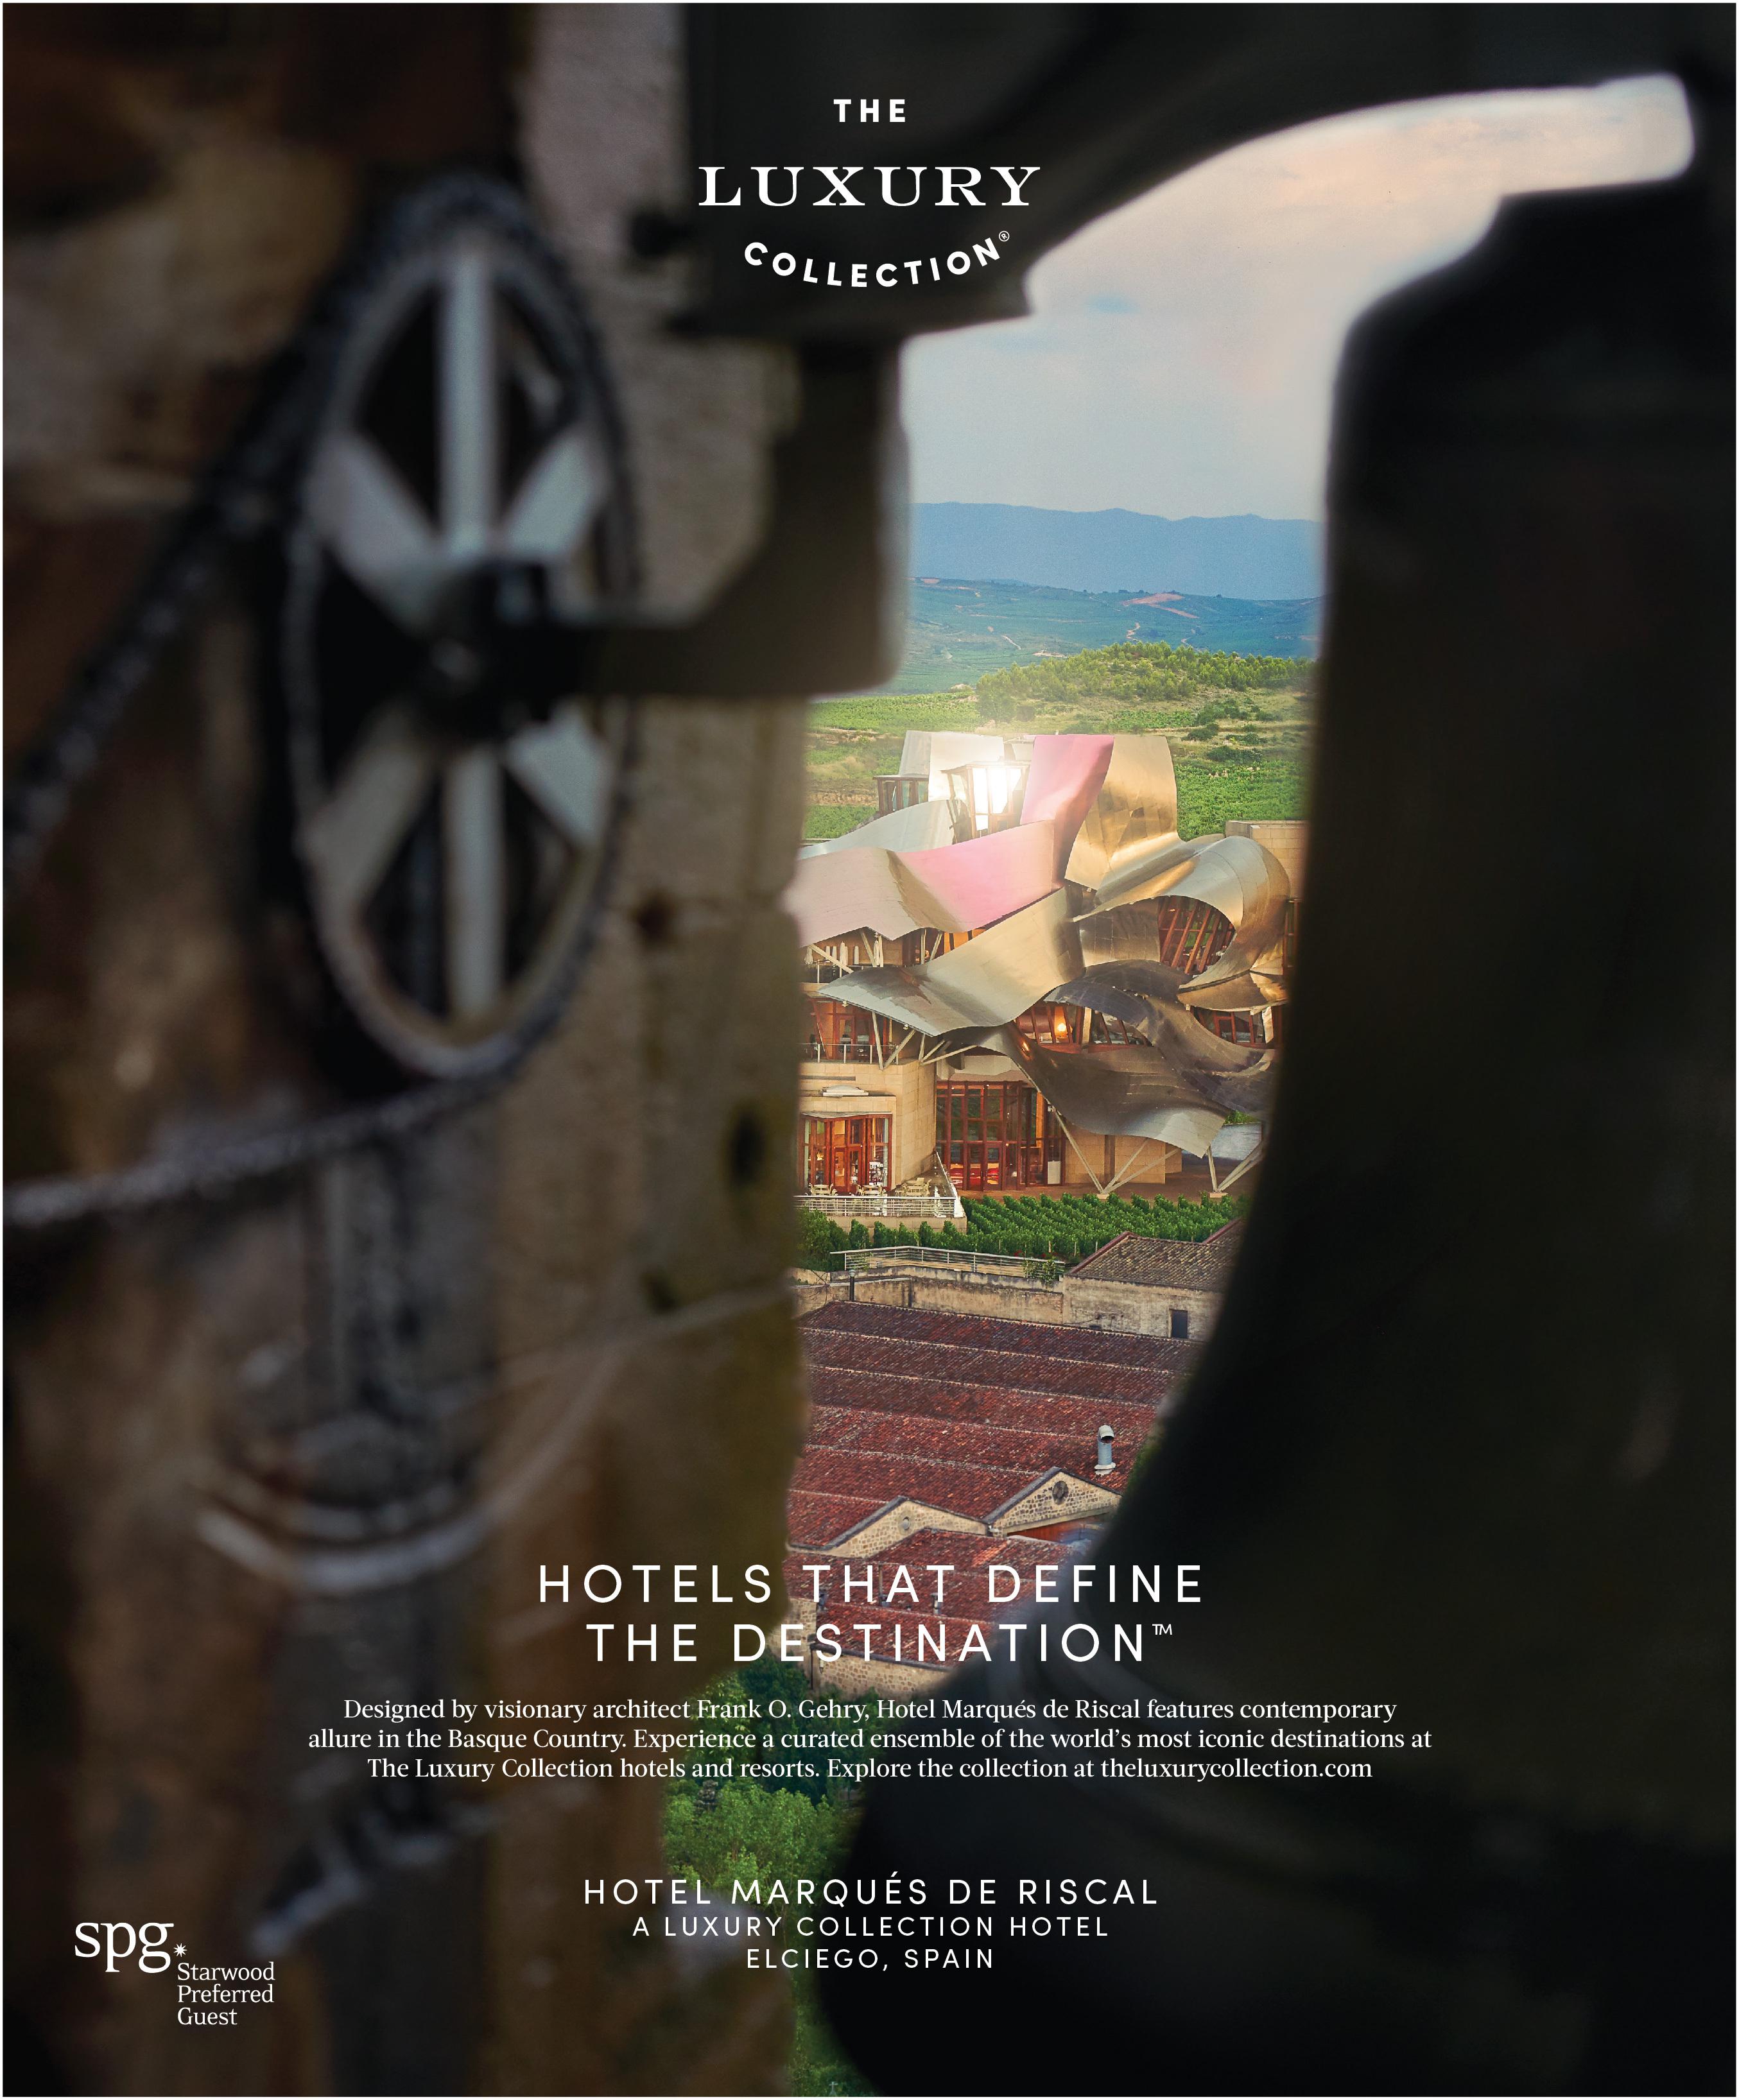 THE
LUXURY
COLLECTION®
HOTELS THAT DEFINE
THE DESTINATION™
Designed by visionary architect Frank O. Gehry, Hotel Marqués de Riscal features contemporary
allure in the Basque Country. Experience a curated ensemble of the world’s most iconic destinations at
The Luxury Collection hotels and resorts. Explore the collection at theluxurycollection.com
HOTEL MARQUÉS DE RISCAL
A LUXURY COLLECTION HOTEL
ELCIEGO, SPAIN
spg
Starwood
Preferred
Guest